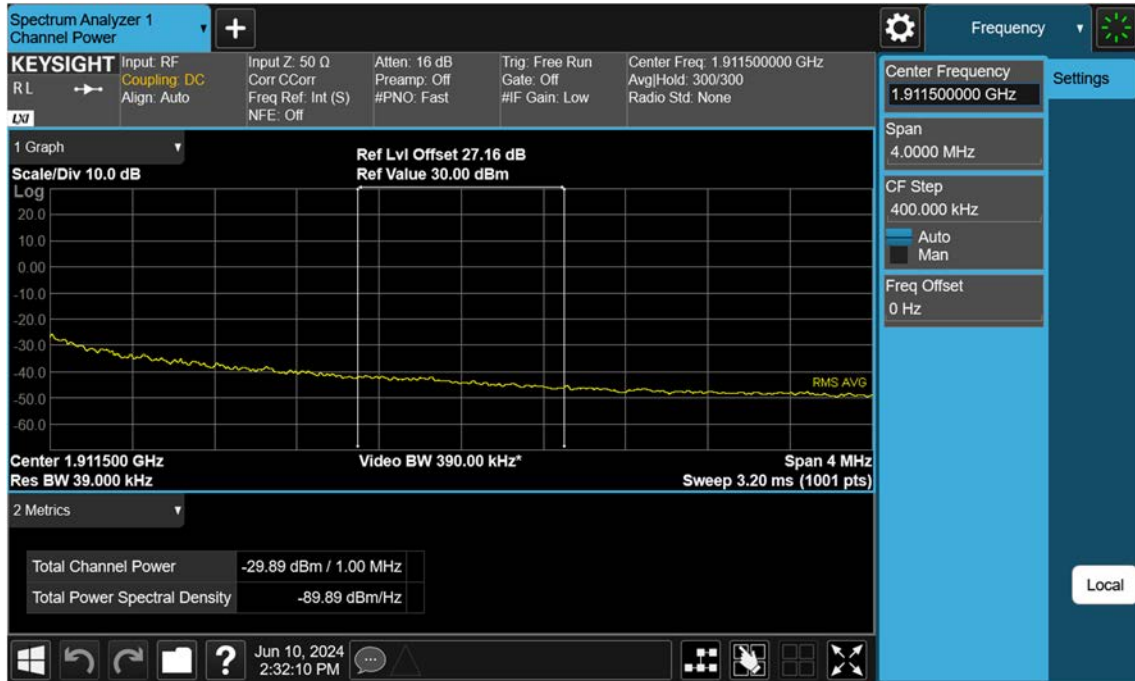 Spectrum Analyzer 1
Channel Power
Frequency
KEYSIGHT
R L
LXI
Input: RF
Coupling: DC
Align: Auto
Input Z: 50 Ω
Corr CCorr
Freq Ref: Int (S)
NFE: Off
Atten: 16 dB
Preamp: Off
#PNO: Fast
Trig: Free Run
Gate: Off
#IF Gain: Low
Center Freq: 1.911500000 GHz
Avg|Hold: 300/300
Radio Std: None
1 Graph
Scale/Div 10.0 dB
Ref Lvl Offset 27.16 dB
Ref Value 30.00 dBm
Log
20.0
10.0
0.00
-10.0
-20.0
-30.0
-40.0
-50.0
-60.0
RMS AVG
Center 1.911500 GHz
Res BW 39.000 kHz
Video BW 390.00 kHz*
Span 4 MHz
Sweep 3.20 ms (1001 pts)
2 Metrics
Total Channel Power -29.89 dBm / 1.00 MHz
Total Power Spectral Density -89.89 dBm/Hz
?
Jun 10, 2024
2:32:10 PM
Center Frequency
1.911500000 GHz
Span
4.0000 MHz
CF Step
400.000 kHz
Auto
Man
Freq Offset
0 Hz
Settings
Local